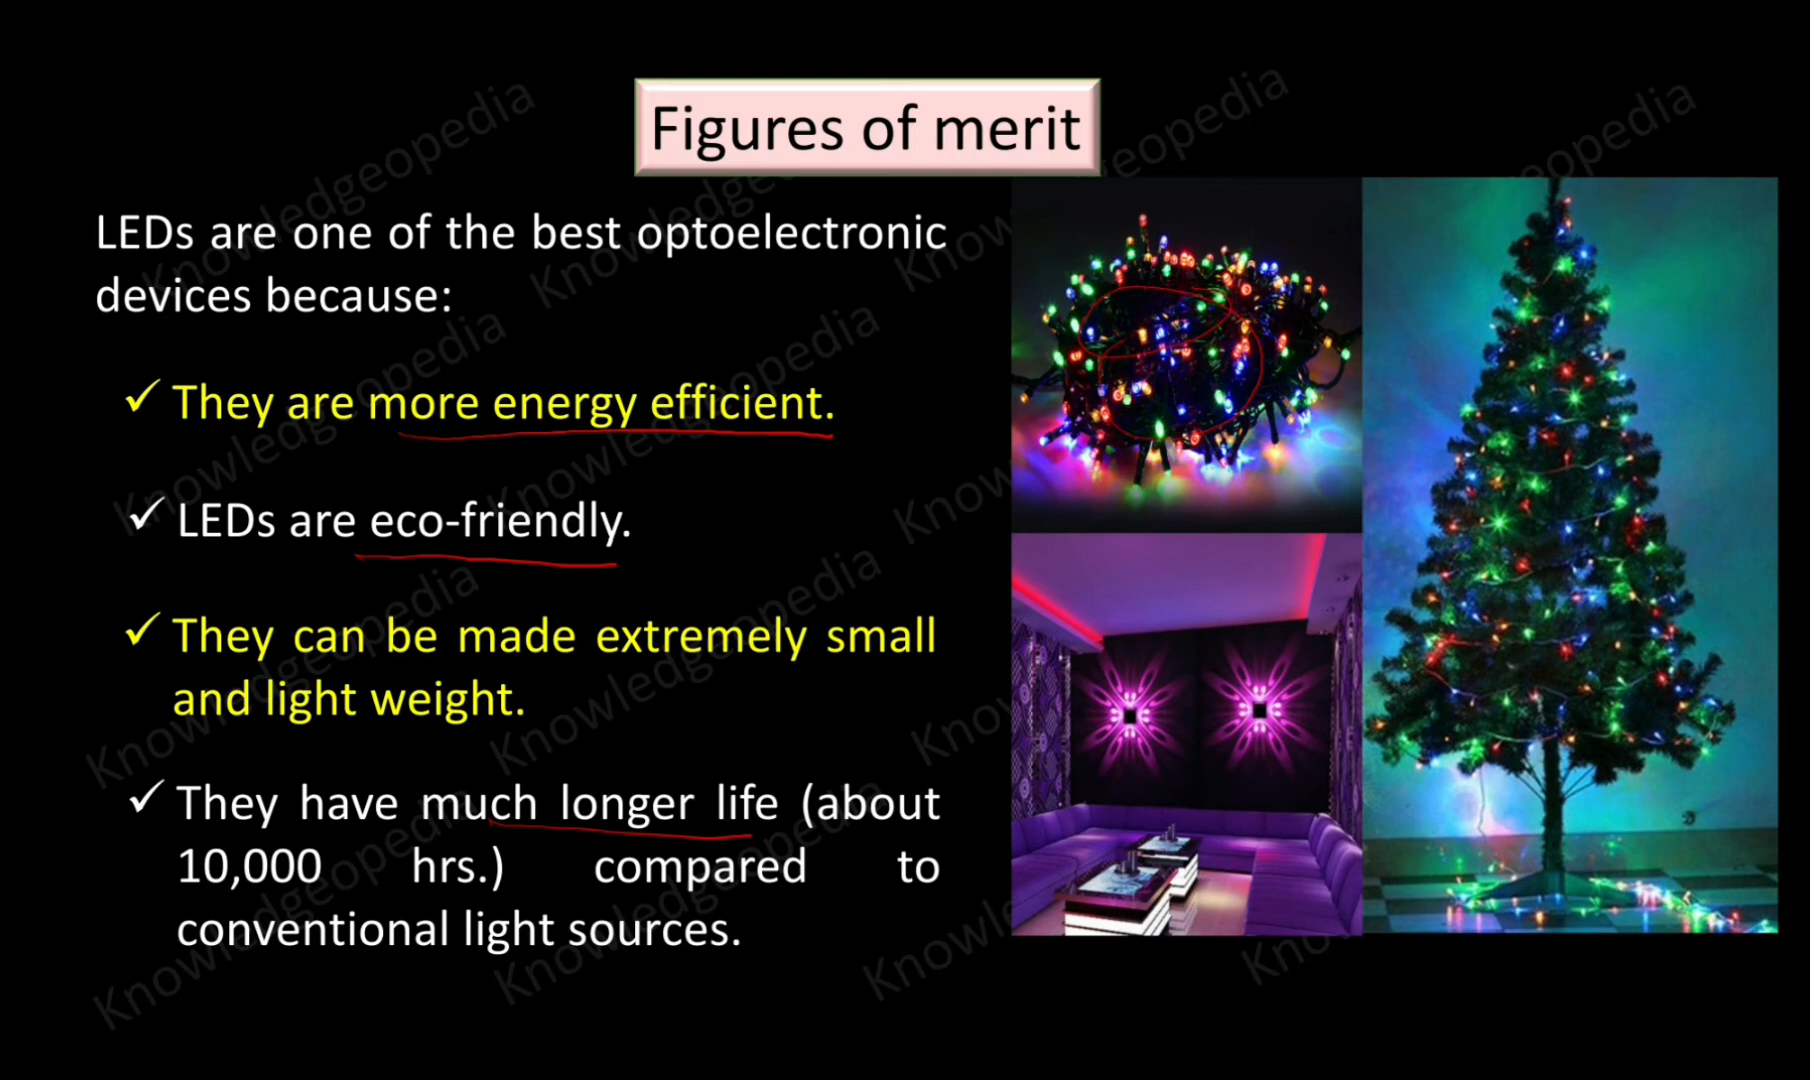 Figures of merit
LEDs are one of the best optoelectronic
devices because:
✓ They are more energy efficient.
✓ LEDs are eco-friendly.
✓ They can be made extremely small
and light weight.
✓ They have much longer life (about
10,000 hrs.) compared to
conventional light sources.
Knowledgeopedia